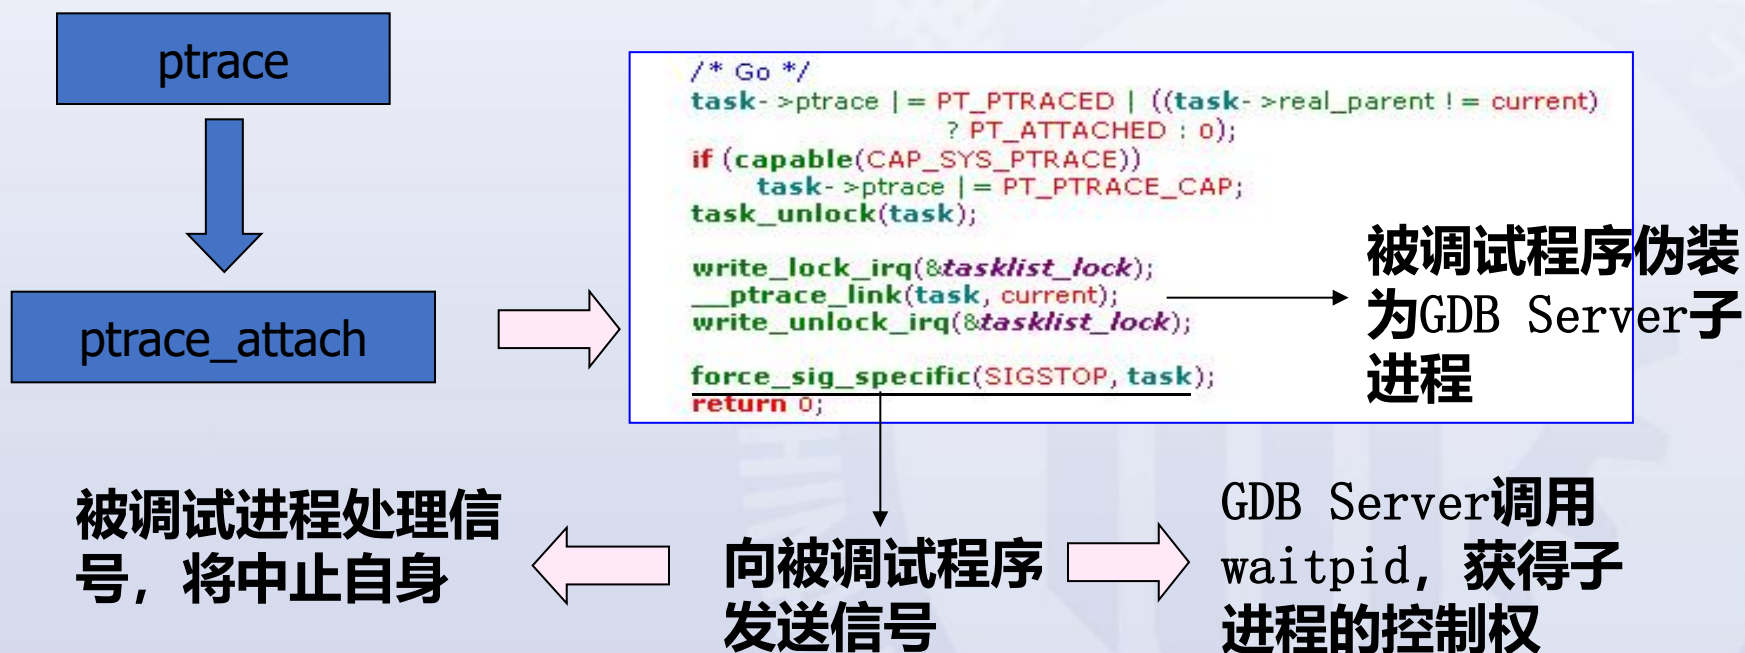 ptrace
ptrace_attach
/* Go */
task->ptrace |= PT_PTRACED | ((task->real_parent != current)
? PT_ATTACHED : 0);
if (capable(CAP_SYS_PTRACE))
task->ptrace |= PT_PTRACE_CAP;
task_unlock(task);
write_lock_irq(&tasklist_lock);
__ptrace_link(task, current);
write_unlock_irq(&tasklist_lock);
force_sig_specific(SIGSTOP, task);
return 0;
被调试程序伪装
为GDB Server子
进程
被调试进程处理信
号，将中止自身
向被调试程序
发送信号
GDB Server调用
waitpid，获得子
进程的控制权